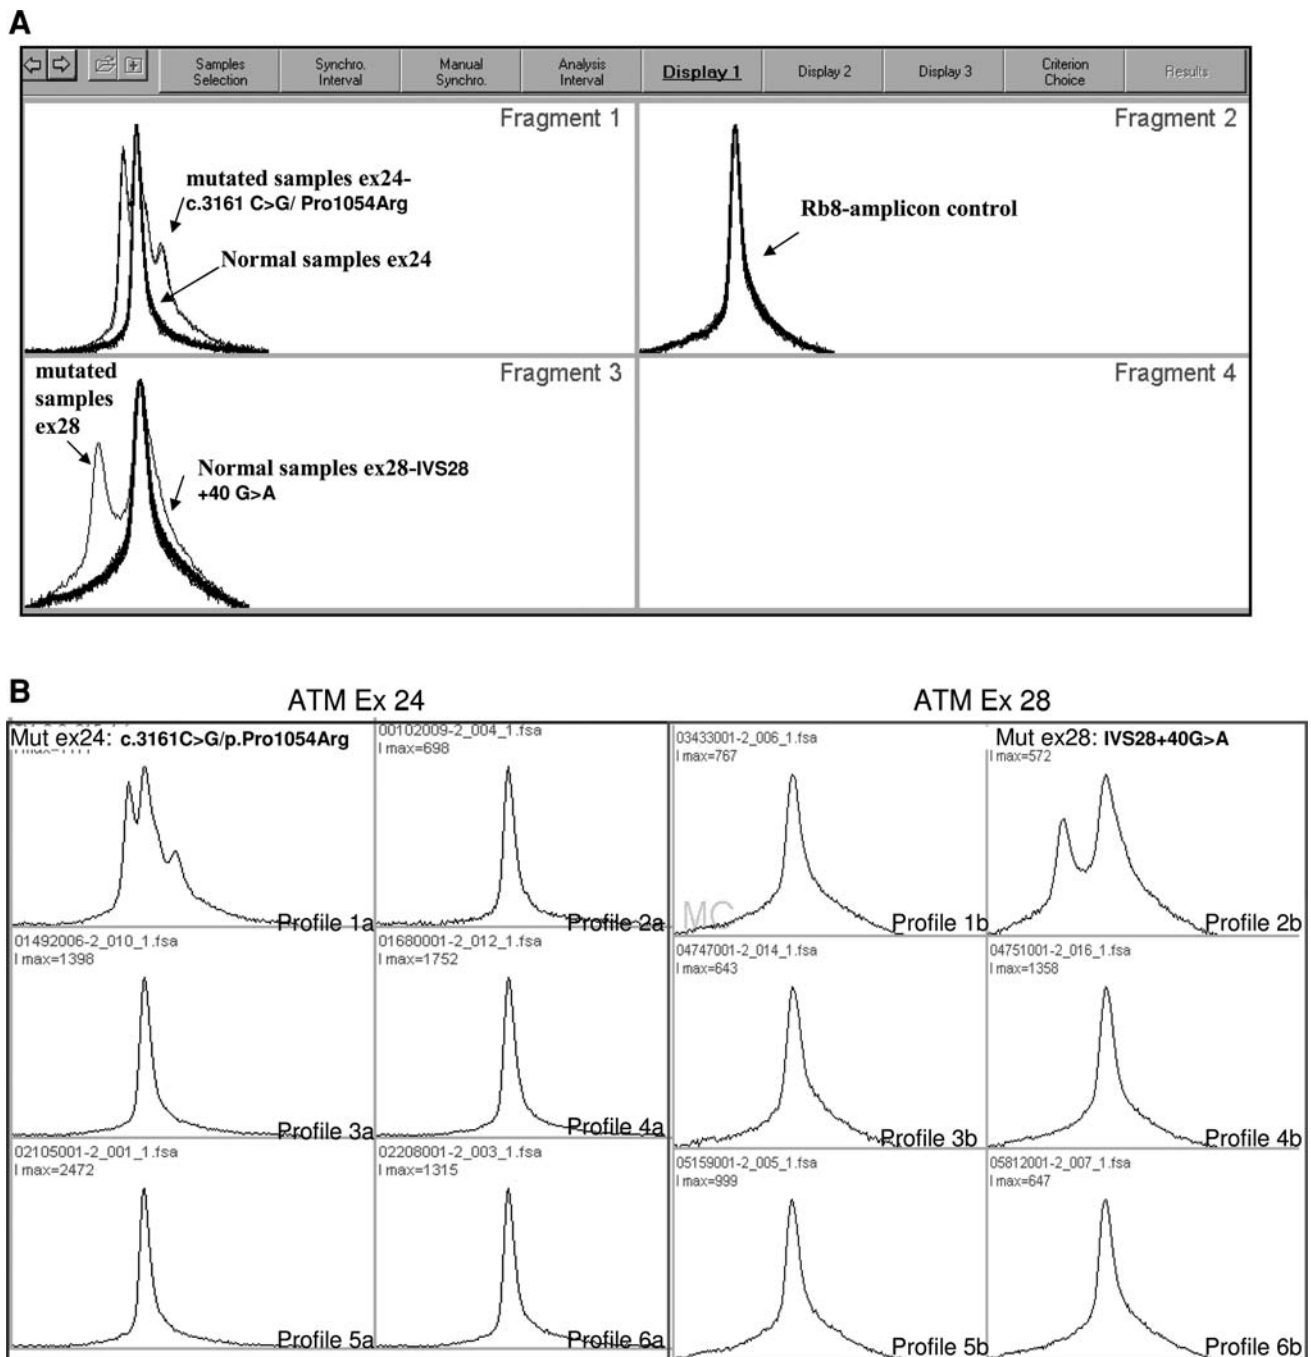 A
Samples
Selection
Synchro.
Interval
Manual
Synchro.
Analysis
Interval
Display 1
Display 2
Display 3
Criterion
Choice
Results
Fragment 1
mutated samples ex24-
c.3161 C>G/ Pro1054Arg
Normal samples ex24
Fragment 2
Rb8-amplicon control
Fragment 3
mutated
samples
ex28
Normal samples ex28-IVS28
+40 G>A
Fragment 4
B
ATM Ex 24
ATM Ex 28
Mut ex24: c.3161C>G/p.Pro1054Arg
Profile 1a
00102009-2_004_1.fsa
I max=698
Profile 2a
03433001-2_006_1.fsa
I max=767
MC
Profile 1b
Mut ex28: IVS28+40G>A
I max=572
Profile 2b
01492006-2_010_1.fsa
I max=1398
Profile 3a
01680001-2_012_1.fsa
I max=1752
Profile 4a
04747001-2_014_1.fsa
I max=643
Profile 3b
04751001-2_016_1.fsa
I max=1358
Profile 4b
02105001-2_001_1.fsa
I max=2472
Profile 5a
02208001-2_003_1.fsa
I max=1315
Profile 6a
05159001-2_005_1.fsa
I max=999
Profile 5b
05812001-2_007_1.fsa
I max=647
Profile 6b